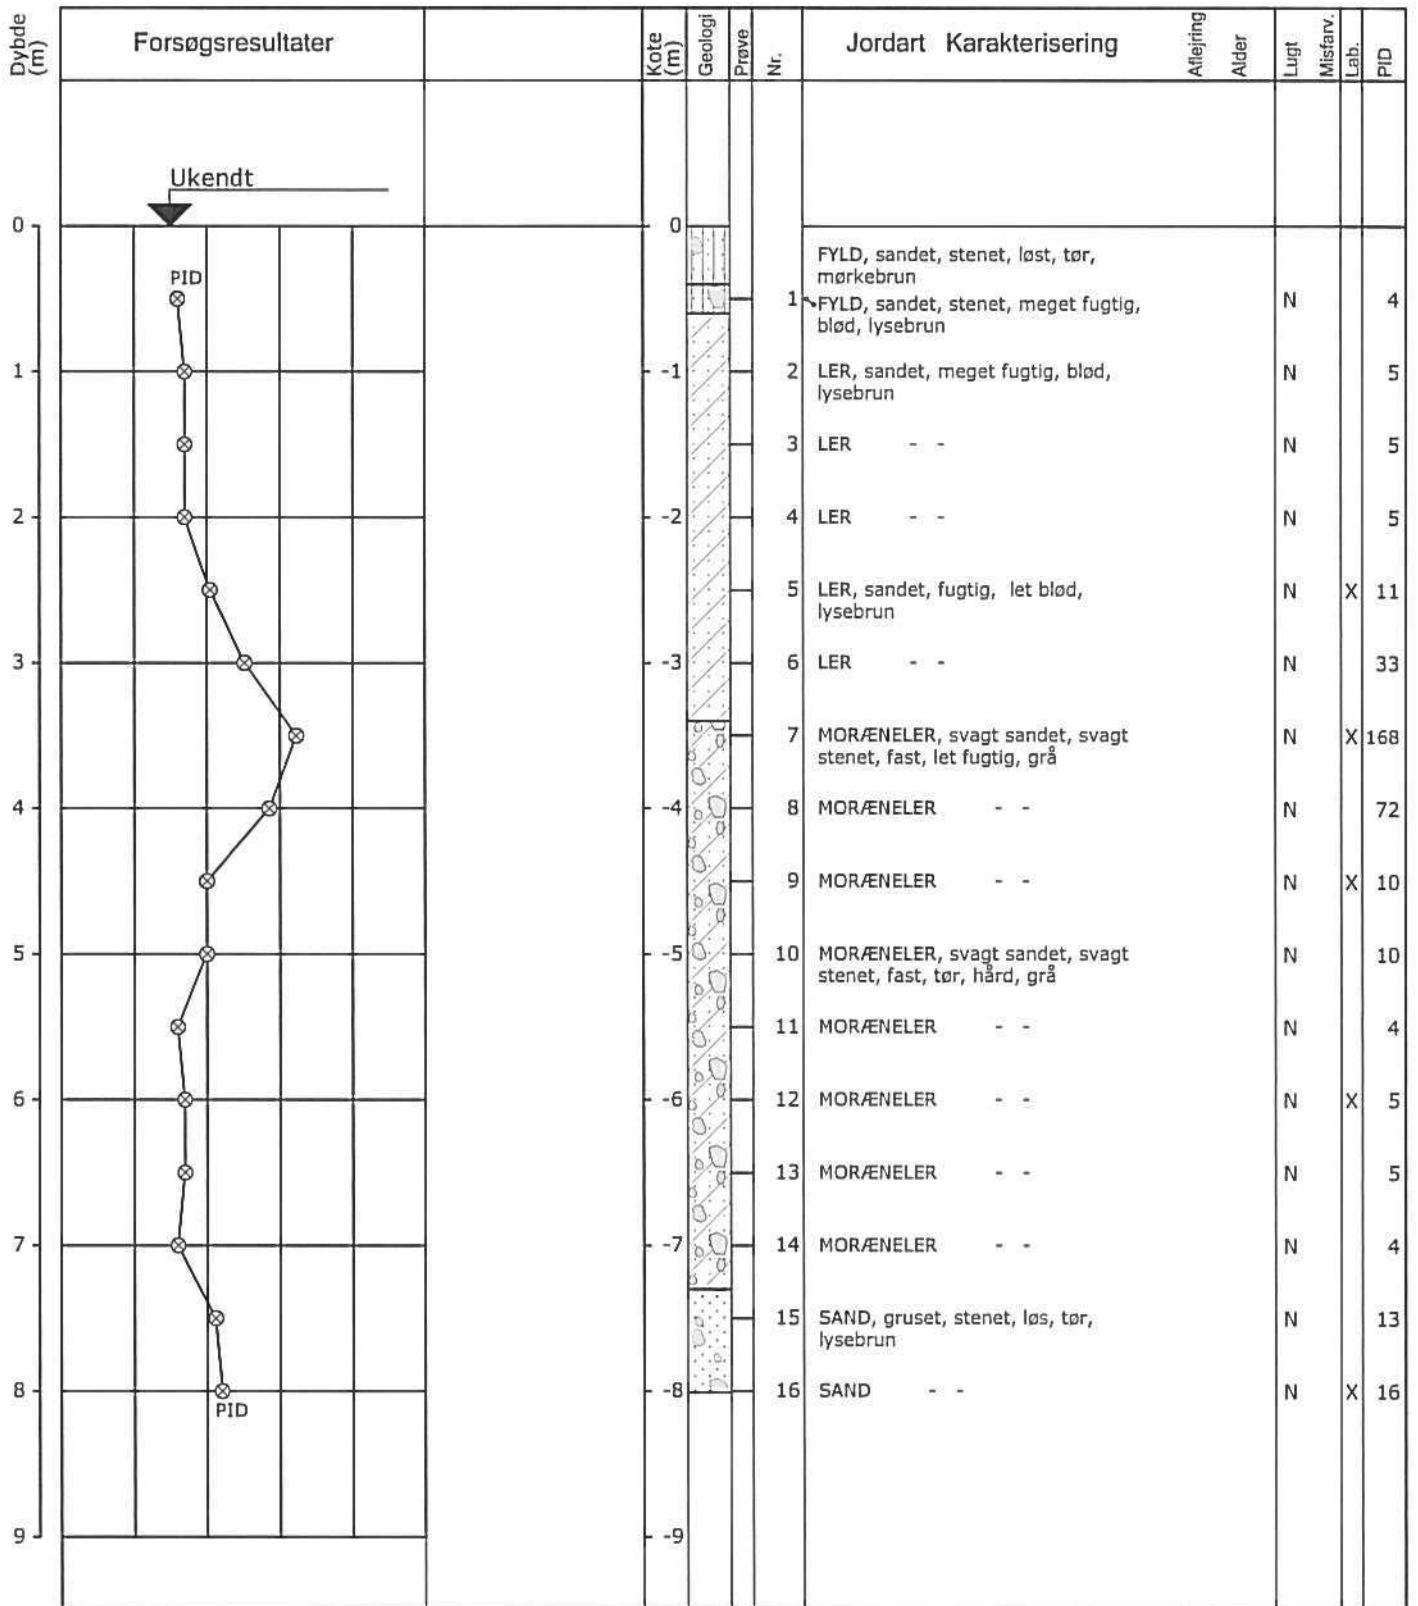 Dybde (m) Forsøgsresultater Kote (m) Geologi Prøve Nr. Jordart Karakterisering Aflejring Alder Lugt Misfarv. Lab. PID
Ukendt
0 0
FYLD, sandet, stenet, løst, tør,
mørkebrun
PID
1 FYLD, sandet, stenet, meget fugtig, N 4
blød, lysebrun
1 -1 2 LER, sandet, meget fugtig, blød, N 5
lysebrun
3 LER - - N 5
2 -2 4 LER - - N 5
5 LER, sandet, fugtig, let blød, N X 11
lysebrun
3 -3 6 LER - - N 33
7 MORÆNELER, svagt sandet, svagt N X 168
stenet, fast, let fugtig, grå
4 -4 8 MORÆNELER - - N 72
9 MORÆNELER - - N X 10
5 -5 10 MORÆNELER, svagt sandet, svagt N 10
stenet, fast, tør, hård, grå
11 MORÆNELER - - N 4
6 -6 12 MORÆNELER - - N X 5
13 MORÆNELER - - N 5
7 -7 14 MORÆNELER - - N 4
15 SAND, gruset, stenet, løs, tør, N 13
lysebrun
8 -8 16 SAND - - N X 16
PID
9 -9